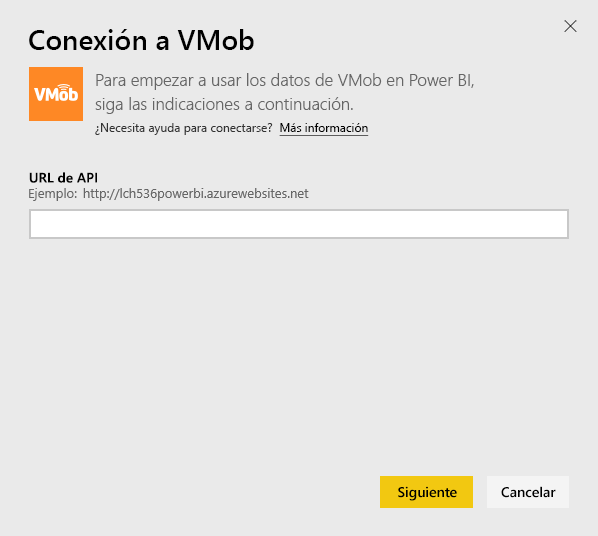 Conexión a VMob
VMob
Para empezar a usar los datos de VMob en Power BI,
siga las indicaciones a continuación.
¿Necesita ayuda para conectarse? Más información
URL de API
Ejemplo: http://lch536powerbi.azurewebsites.net
Siguiente
Cancelar